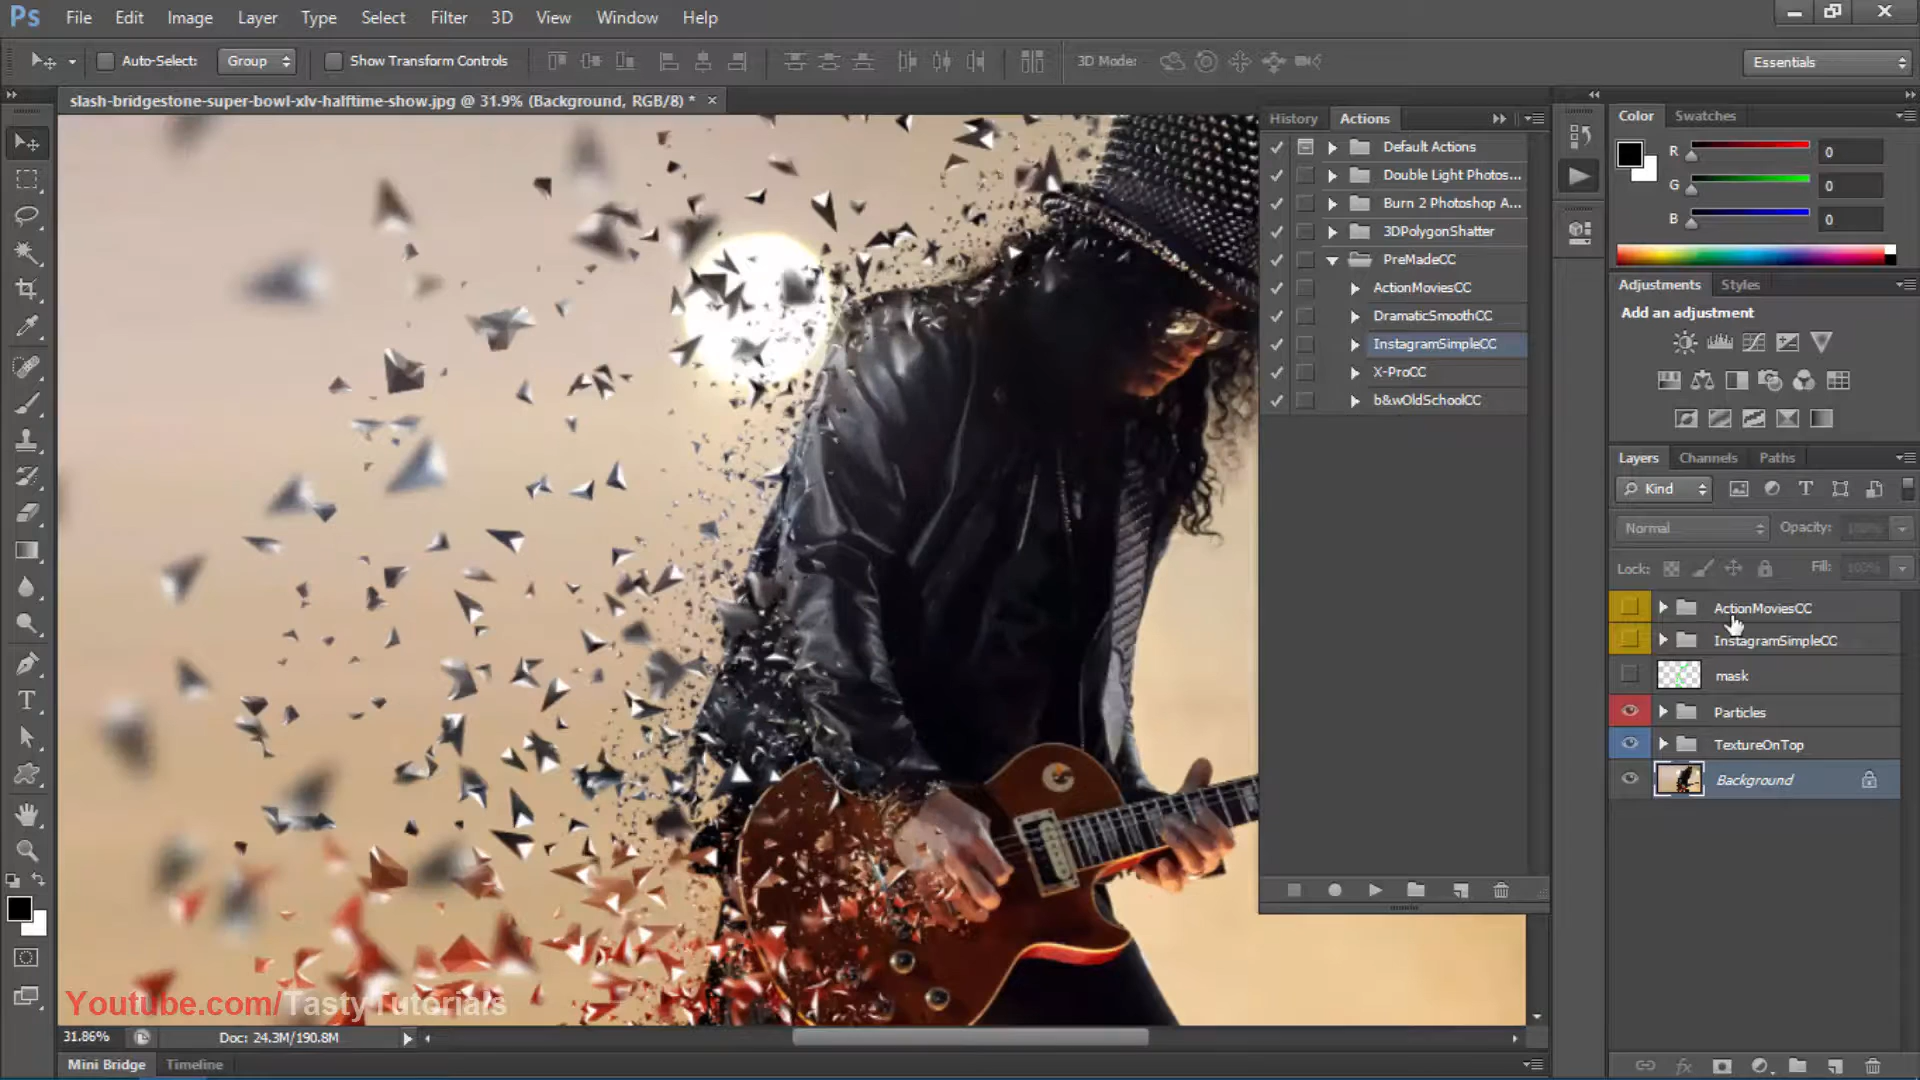 Ps File Edit Image Layer Type Select Filter 3D View Window Help
Auto-Select: Group Show Transform Controls 3D Mode: Essentials
slash-bridgestone-super-bowl-xlv-halftime-show.jpg @ 31.9% (Background, RGB/8) *
History Actions
Default Actions
Double Light Photos...
Burn 2 Photoshop A...
3DPolygonShatter
PreMadeCC
ActionMoviesCC
DramaticSmoothCC
InstagramSimpleCC
X-ProCC
b&wOldSchoolCC
Color Swatches
R 0
G 0
B 0
Adjustments Styles
Add an adjustment
Layers Channels Paths
Kind
Normal Opacity: 100%
Lock: Fill: 100%
ActionMoviesCC
InstagramSimpleCC
mask
Particles
TextureOnTop
Background
Youtube.com/TastyTutorials
31.86% Doc: 24.3M/190.8M
Mini Bridge Timeline